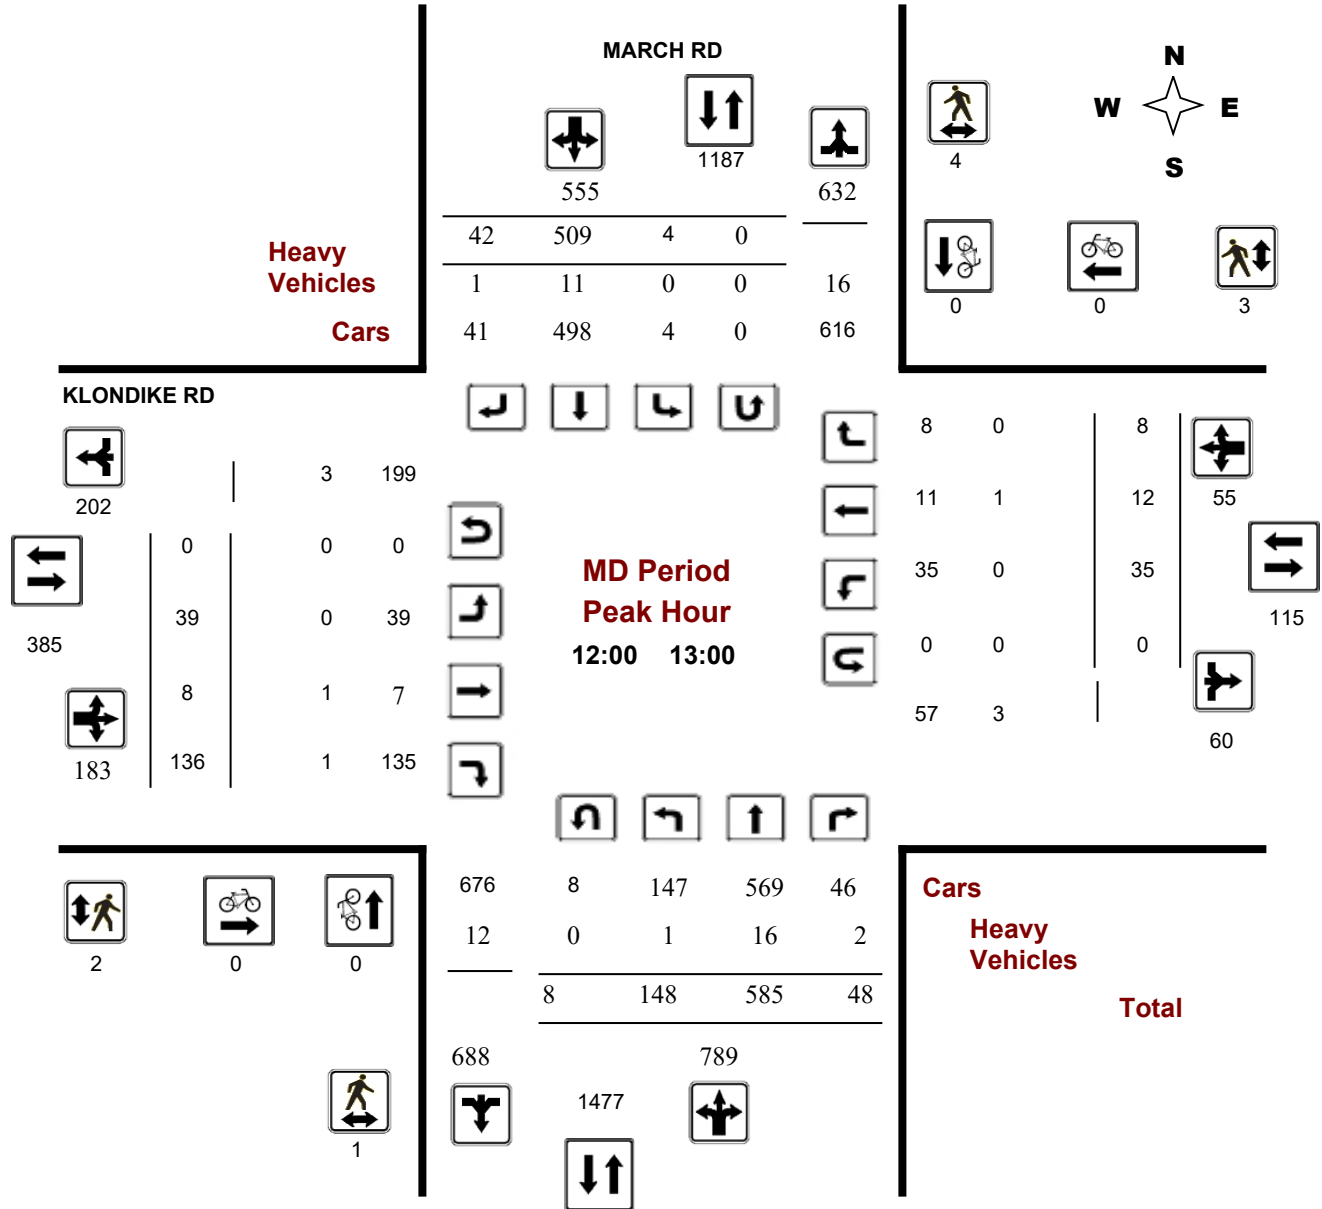 MARCH RD
N
W E
S
1187
4
555 632
42 509 4 0
Heavy
Vehicles
1 11 0 0 16
0 0 3
Cars
41 498 4 0 616
KLONDIKE RD
8 0 8
3 199
202
11 1 12 55
0 0 0
MD Period
35 0 35
Peak Hour
39 0 39
115
385
12:00 13:00
0 0 0
8 1 7
57 3
60
183 136 1 135
676 8 147 569 46
Cars
12 0 1 16 2
Heavy
Vehicles
2 0 0
8 148 585 48
Total
688 789
1477
1